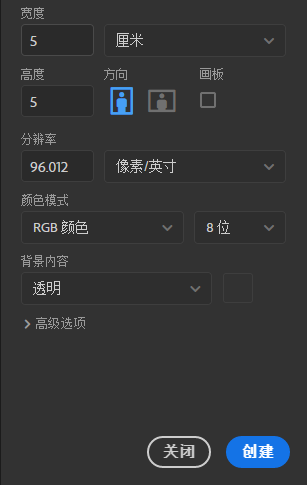 宽度
5 厘米
高度 方向 画板
5
分辨率
96.012 像素/英寸
颜色模式
RGB 颜色 8 位
背景内容
透明
高级选项
关闭 创建